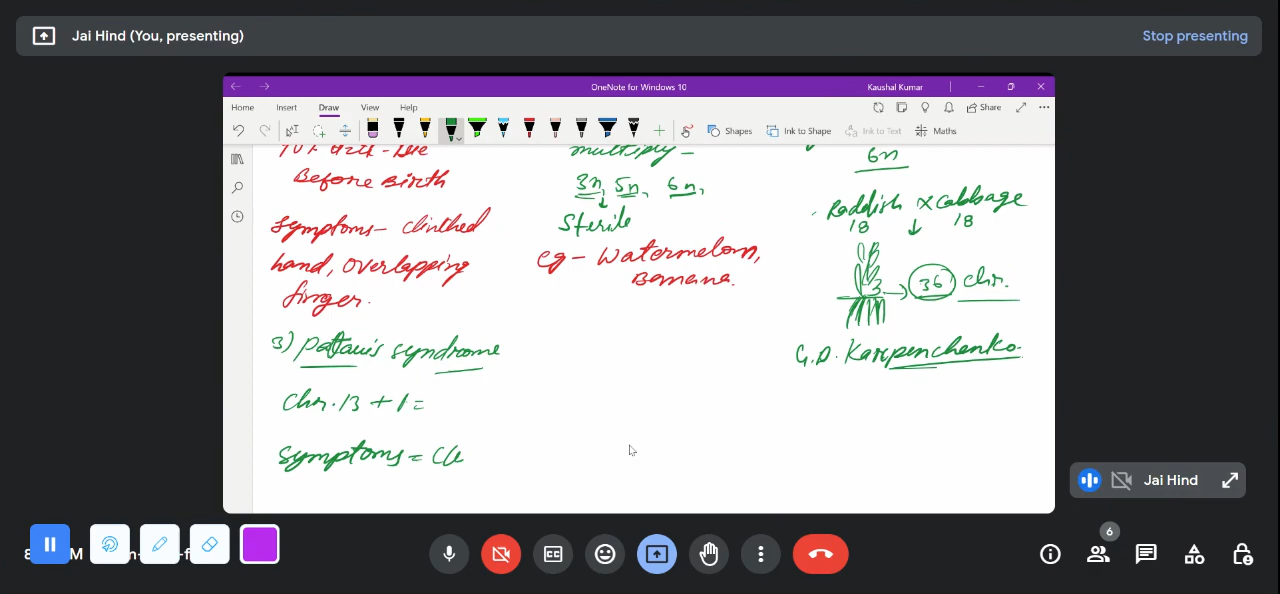 Jai Hind (You, presenting)
Stop presenting
OneNote for Windows 10
Kaushal Kumar
Home Insert Draw View Help
Share
Shapes
Ink to Shape
Ink to Text
Maths
Before Birth
Symptoms - clinthed
hand, overlapping
finger.
3) Pataui's syndrome
Chr. 13 + 1 =
Symptoms =
multiply -
3n, 5n, 6n,
Sterile
eg - Watermelon,
Banana.
6n
Raddish × Cabbage
18 18
36 chr.
G.D. Karpenchenko.
Jai Hind
6